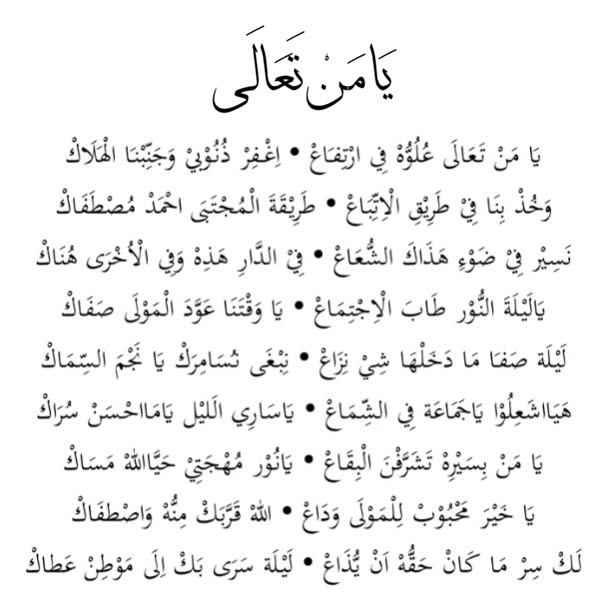 يَا مَنْ تَعَالَى
يَا مَنْ تَعَالَى عُلُوُّهْ فِي ارْتِفَاعْ • اِغْفِرْ ذُنُوْبِيْ وَجَنِّبْنَا الْهَلَاكْ
وَخُذْ بِنَا فِيْ طَرِيْقِ الْاِتِّبَاعْ • طَرِيْقَةَ الْمُجْتَبَى احْمَدْ مُصْطَفَاكْ
نَسِيْر فِيْ ضَوْءِ هَذَاكَ الشُّعَاعْ • فِيْ الدَّارِ هَذِهْ وَفِي الْاُخْرَى هُنَاكْ
يَالَيْلَةَ النُّوْر طَابَ الْاِجْتِمَاعْ • يَا وَقْتَنَا عَوَّدَ الْمَوْلَى صَفَاكْ
لَيْلَة صَفَا مَا دَخَلْهَا شِيْ نِزَاعْ • نِبْغَى نُسَامِرَكْ يَا نَجْمَ السِّمَاكْ
هَيَااشَعِلُوْا يَاجَمَاعَة فِي الشِّمَاعْ • يَاسَارِي اللَّيْل يَامَااحْسَنْ سُرَاكْ
يَا مَنْ بِسَيْرِهْ تَشَرَّفْنَ الْبِقَاعْ • يَانُوْر مُهْجَتِيْ حَيَّااللهْ مَسَاكْ
يَا خَيْرَ مَحْبُوْبْ لِلْمَوْلَى وَدَاعْ • اللهْ قَرَّبَكْ مِنُّهْ وَاصْطَفَاكْ
لَكْ سِرْ مَا كَانْ حَقُّهْ اَنْ يُذَاعْ • لَيْلَة سَرَى بَكْ اِلَى مَوْطِنْ عَطَاكْ